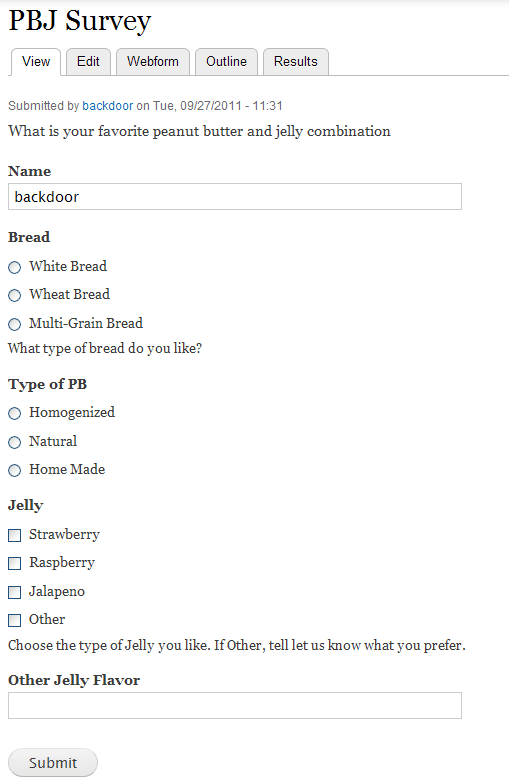 PBJ Survey
View Edit Webform Outline Results
Submitted by backdoor on Tue, 09/27/2011 - 11:31
What is your favorite peanut butter and jelly combination
Name
backdoor
Bread
White Bread
Wheat Bread
Multi-Grain Bread
What type of bread do you like?
Type of PB
Homogenized
Natural
Home Made
Jelly
Strawberry
Raspberry
Jalapeno
Other
Choose the type of Jelly you like. If Other, tell let us know what you prefer.
Other Jelly Flavor
Submit